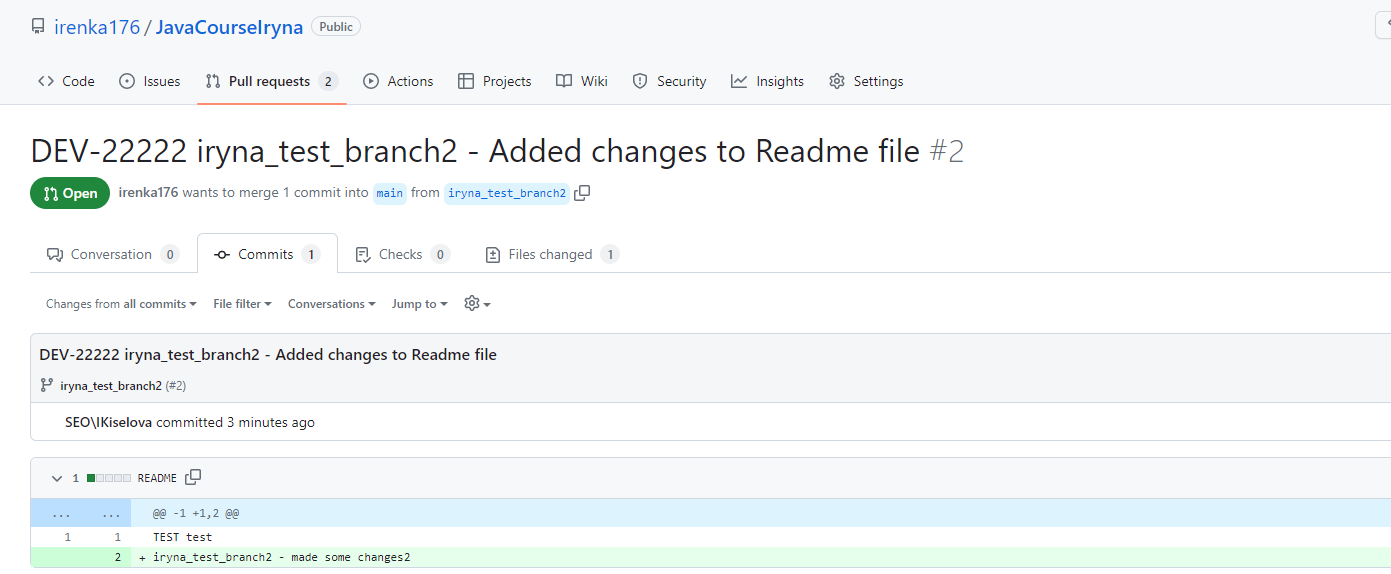 irenka176 / JavaCourseIryna Public
Code Issues Pull requests 2 Actions Projects Wiki Security Insights Settings
DEV-22222 iryna_test_branch2 - Added changes to Readme file #2
Open irenka176 wants to merge 1 commit into main from iryna_test_branch2
Conversation 0 Commits 1 Checks 0 Files changed 1
Changes from all commits File filter Conversations Jump to
DEV-22222 iryna_test_branch2 - Added changes to Readme file
iryna_test_branch2 (#2)
SEO\IKiselova committed 3 minutes ago
1 README
... ... @@ -1 +1,2 @@
1 1 TEST test
2 + iryna_test_branch2 - made some changes2